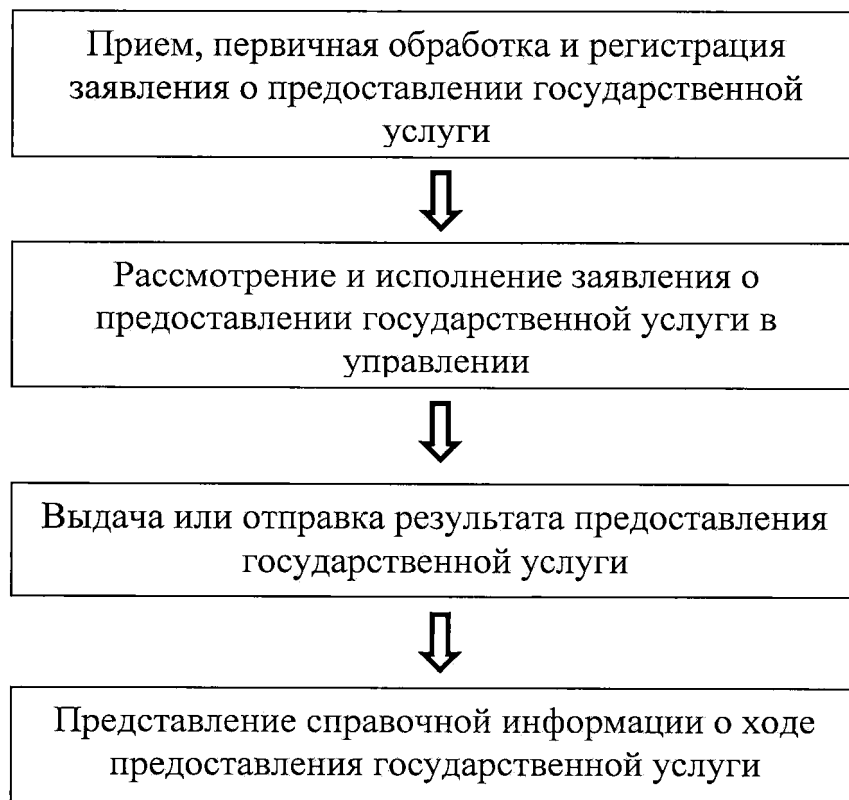 Прием, первичная обработка и регистрация
заявления о предоставлении государственной
услуги
Рассмотрение и исполнение заявления о
предоставлении государственной услуги в
управлении
Выдача или отправка результата предоставления
государственной услуги
Представление справочной информации о ходе
предоставления государственной услуги